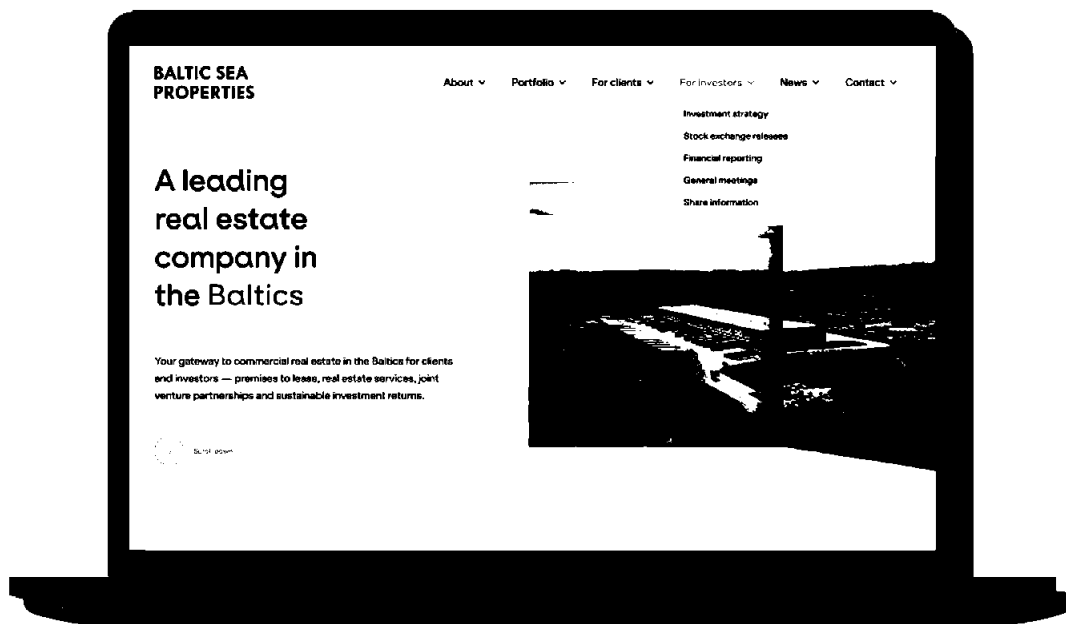 BALTIC SEA
PROPERTIES
About
Portfolio
For clients
For investors
News
Contact
Investment strategy
Stock exchange releases
Financial reporting
General meetings
Share information
A leading
real estate
company in
the Baltics
Your gateway to commercial real estate in the Baltics for clients
and investors — premises to lease, real estate services, joint
venture partnerships and sustainable investment returns.
Scroll down